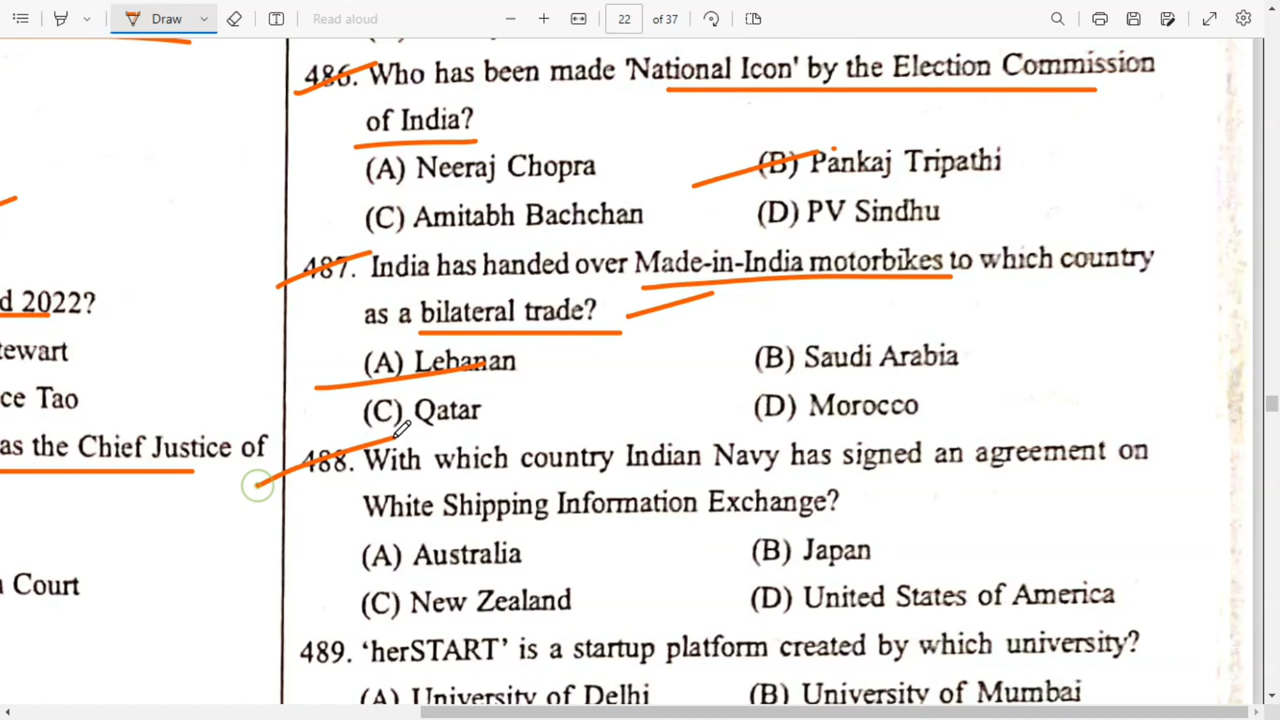 Draw
Read aloud
22 of 37
486. Who has been made 'National Icon' by the Election Commission
of India?
(A) Neeraj Chopra (B) Pankaj Tripathi
(C) Amitabh Bachchan (D) PV Sindhu
487. India has handed over Made-in-India motorbikes to which country
as a bilateral trade?
(A) Lebanan (B) Saudi Arabia
(C) Qatar (D) Morocco
488. With which country Indian Navy has signed an agreement on
White Shipping Information Exchange?
(A) Australia (B) Japan
(C) New Zealand (D) United States of America
489. 'herSTART' is a startup platform created by which university?
(A) University of Delhi (B) University of Mumbai
d 2022?
tewart
ce Tao
as the Chief Justice of
Court